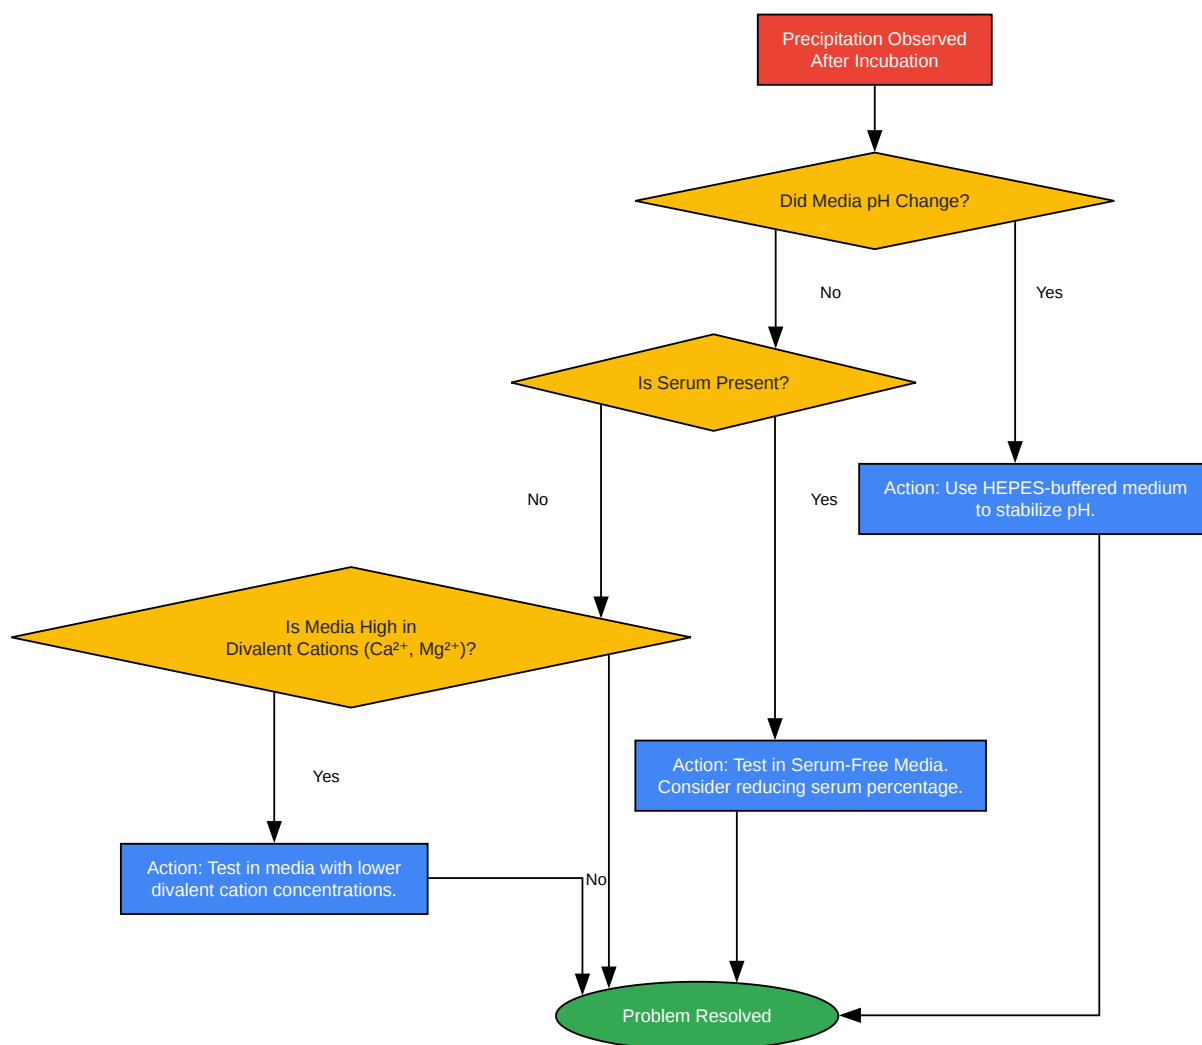 Precipitation Observed
After Incubation
Did Media pH Change?
No
Yes
Is Serum Present?
No
Yes
Action: Use HEPES-buffered medium
to stabilize pH.
Is Media High in
Divalent Cations (Ca²⁺, Mg²⁺)?
Yes
Action: Test in Serum-Free Media.
Consider reducing serum percentage.
Action: Test in media with lower
divalent cation concentrations.
No
Problem Resolved